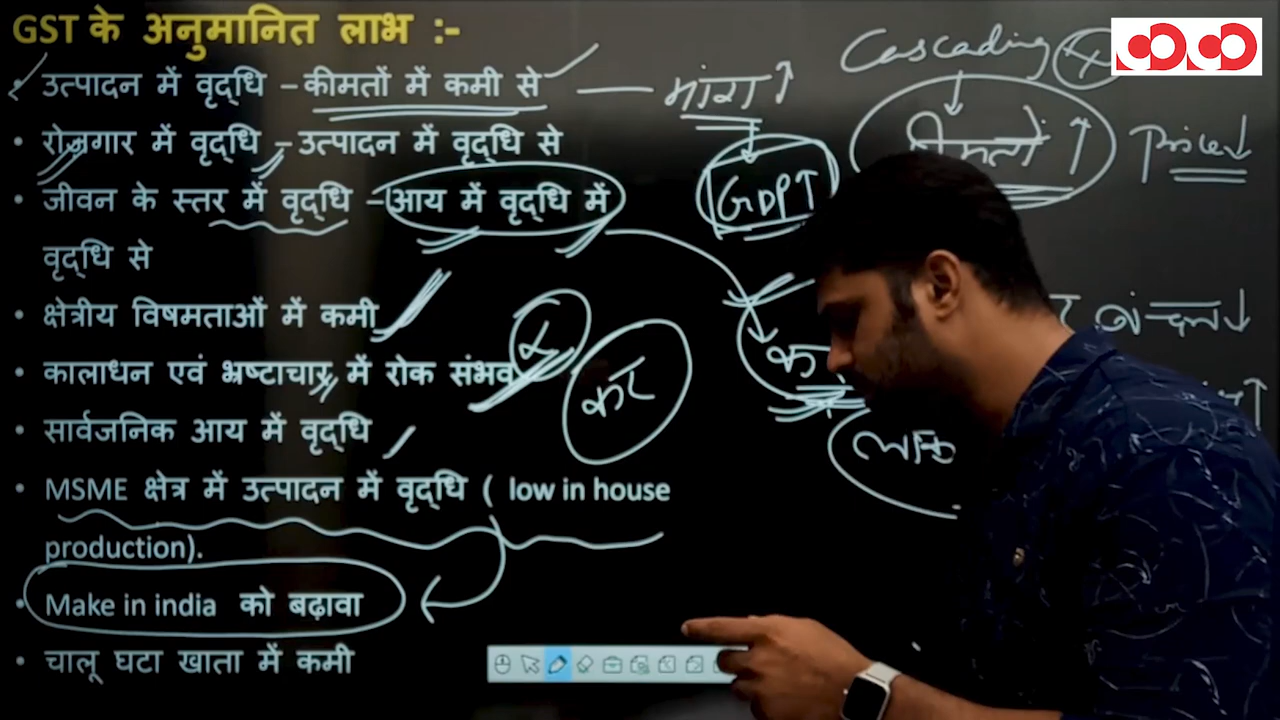 GST के अनुमानित लाभ :-
उत्पादन में वृद्धि – कीमतों में कमी से
मांग ↑
Cascading
कीमतों ↑
Price ↓
• रोजगार में वृद्धि – उत्पादन में वृद्धि से
GDP ↑
• जीवन के स्तर में वृद्धि – आय में वृद्धि में
वृद्धि से
• क्षेत्रीय विषमताओं में कमी
• कालाधन एवं भ्रष्टाचार में रोक संभव
कर
• सार्वजनिक आय में वृद्धि
• MSME क्षेत्र में उत्पादन में वृद्धि ( low in house
production).
• Make in india को बढ़ावा
• चालू घटा खाता में कमी